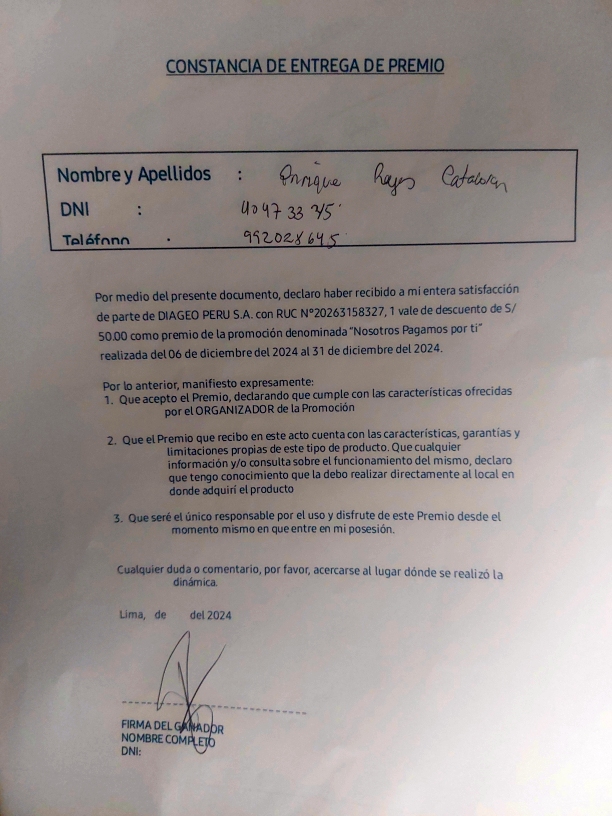 CONSTANCIA DE ENTREGA DE PREMIO
Nombre y Apellidos : Enrique Reyes Catalan
DNI : 40473345
Teléfono : 992028645
Por medio del presente documento, declaro haber recibido a mi entera satisfacción
de parte de DIAGEO PERU S.A. con RUC N°20263158327, 1 vale de descuento de S/
50.00 como premio de la promoción denominada "Nosotros Pagamos por ti"
realizada del 06 de diciembre del 2024 al 31 de diciembre del 2024.
Por lo anterior, manifiesto expresamente:
1. Que acepto el Premio, declarando que cumple con las características ofrecidas
por el ORGANIZADOR de la Promoción
2. Que el Premio que recibo en este acto cuenta con las características, garantías y
limitaciones propias de este tipo de producto. Que cualquier
información y/o consulta sobre el funcionamiento del mismo, declaro
que tengo conocimiento que la debo realizar directamente al local en
donde adquirí el producto
3. Que seré el único responsable por el uso y disfrute de este Premio desde el
momento mismo en que entre en mi posesión.
Cualquier duda o comentario, por favor, acercarse al lugar dónde se realizó la
dinámica.
Lima, de del 2024
FIRMA DEL GANADOR
NOMBRE COMPLETO
DNI: